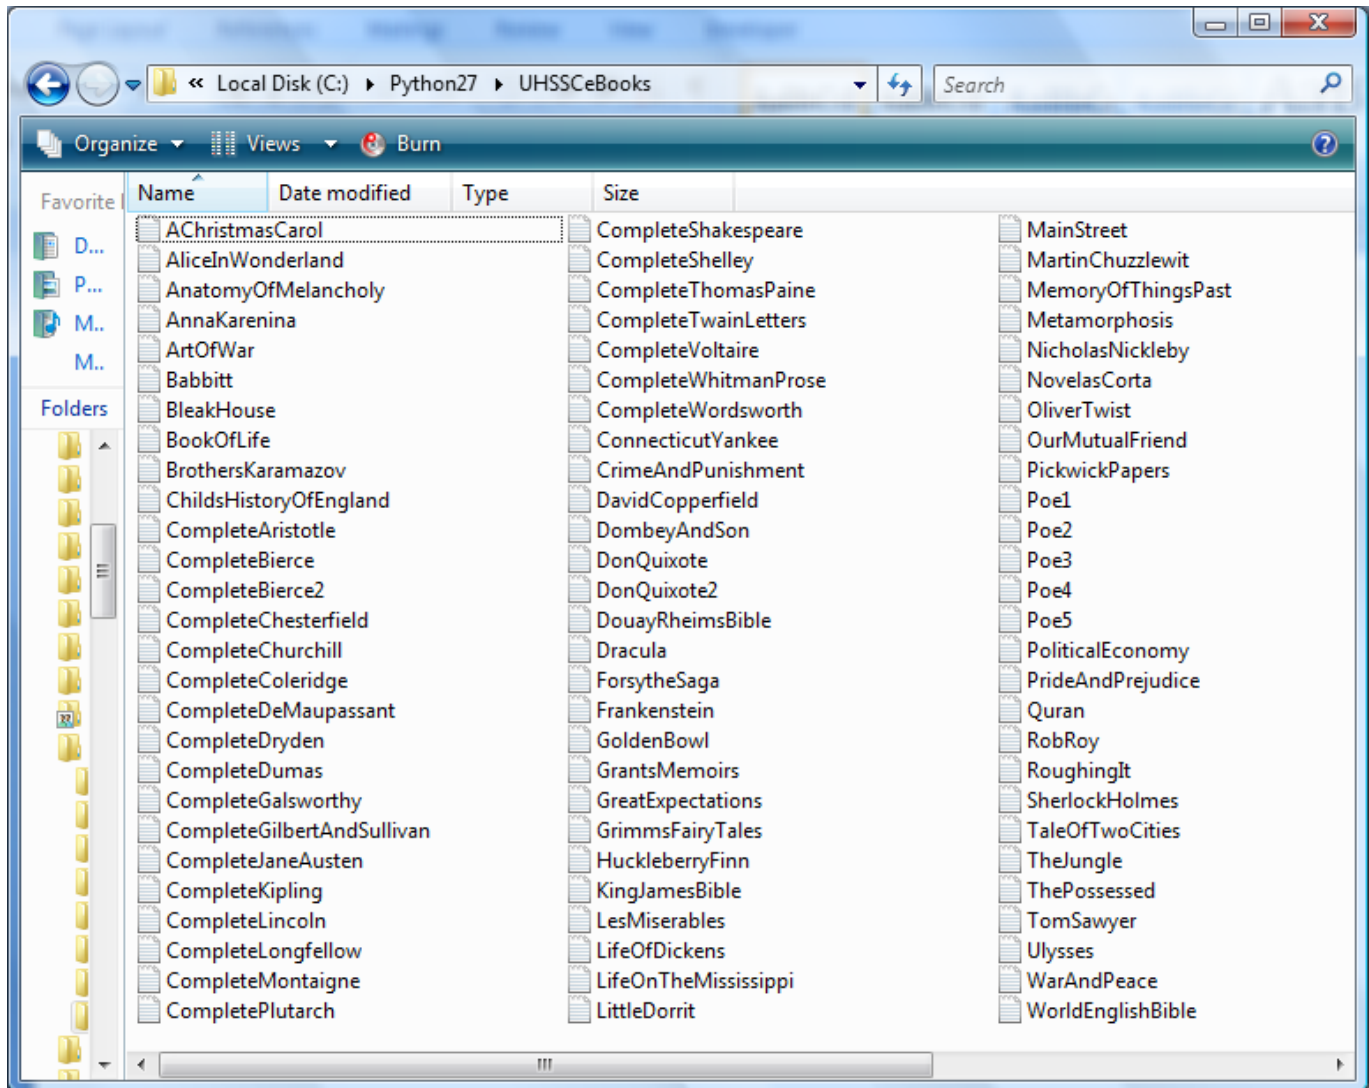 « Local Disk (C:) Python27 UHSSCeBooks Search
Organize Views Burn
Favorite
Name Date modified Type Size
D...
P...
M..
M..
Folders
AChristmasCarol
AliceInWonderland
AnatomyOfMelancholy
AnnaKarenina
ArtOfWar
Babbitt
BleakHouse
BookOfLife
BrothersKaramazov
ChildsHistoryOfEngland
CompleteAristotle
CompleteBierce
CompleteBierce2
CompleteChesterfield
CompleteChurchill
CompleteColeridge
CompleteDeMaupassant
CompleteDryden
CompleteDumas
CompleteGalsworthy
CompleteGilbertAndSullivan
CompleteJaneAusten
CompleteKipling
CompleteLincoln
CompleteLongfellow
CompleteMontaigne
CompletePlutarch
CompleteShakespeare
CompleteShelley
CompleteThomasPaine
CompleteTwainLetters
CompleteVoltaire
CompleteWhitmanProse
CompleteWordsworth
ConnecticutYankee
CrimeAndPunishment
DavidCopperfield
DombeyAndSon
DonQuixote
DonQuixote2
DouayRheimsBible
Dracula
ForsytheSaga
Frankenstein
GoldenBowl
GrantsMemoirs
GreatExpectations
GrimmsFairyTales
HuckleberryFinn
KingJamesBible
LesMiserables
LifeOfDickens
LifeOnTheMississippi
LittleDorrit
MainStreet
MartinChuzzlewit
MemoryOfThingsPast
Metamorphosis
NicholasNickleby
NovelasCorta
OliverTwist
OurMutualFriend
PickwickPapers
Poe1
Poe2
Poe3
Poe4
Poe5
PoliticalEconomy
PrideAndPrejudice
Quran
RobRoy
RoughingIt
SherlockHolmes
TaleOfTwoCities
TheJungle
ThePossessed
TomSawyer
Ulysses
WarAndPeace
WorldEnglishBible